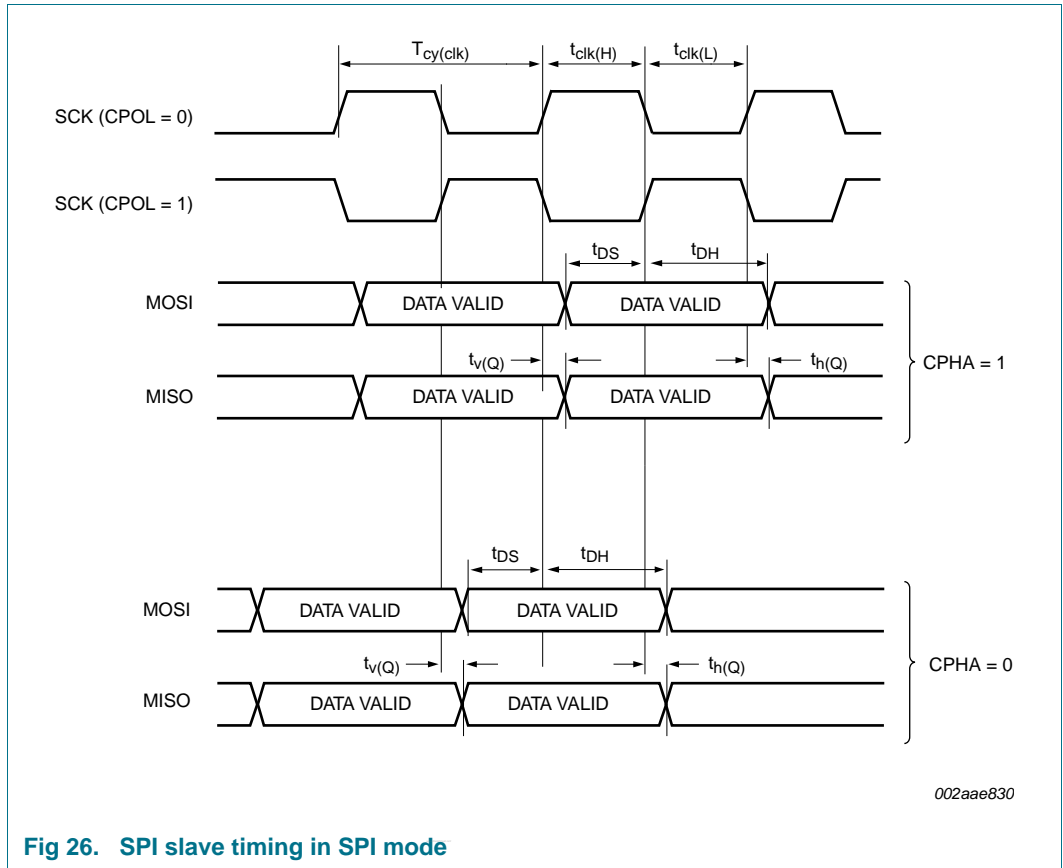 Tcy(clk) tclk(H) tclk(L)
SCK (CPOL = 0)
SCK (CPOL = 1)
tDS tDH
MOSI DATA VALID DATA VALID
tv(Q) th(Q)
CPHA = 1
MISO DATA VALID DATA VALID
tDS tDH
MOSI DATA VALID DATA VALID
tv(Q) th(Q)
CPHA = 0
MISO DATA VALID DATA VALID
002aae830
Fig 26. SPI slave timing in SPI mode